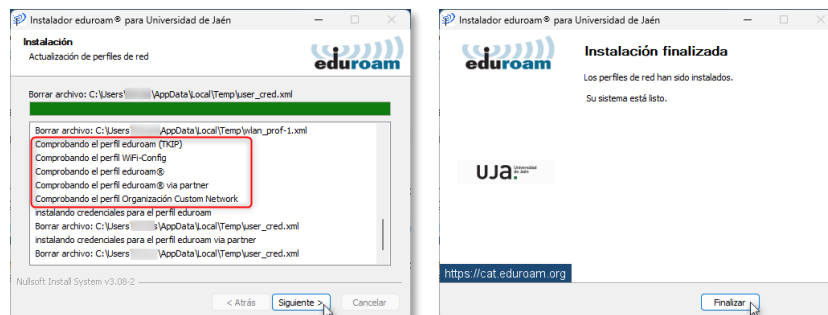 Instalador eduroam® para Universidad de Jaén
Instalación
Actualización de perfiles de red
eduroam
Borrar archivo: C:\Users\ \AppData\Local\Temp\user_cred.xml
Borrar archivo: C:\Users \AppData\Local\Temp\wlan_prof-1.xml
Comprobando el perfil eduroam (TKIP)
Comprobando el perfil WiFi-Config
Comprobando el perfil eduroam®
Comprobando el perfil eduroam® via partner
Comprobando el perfil Organización Custom Network
instalando credenciales para el perfil eduroam
Borrar archivo: C:\Users \AppData\Local\Temp\user_cred.xml
instalando credenciales para el perfil eduroam via partner
Borrar archivo: C:\Users \AppData\Local\Temp\user_cred.xml
Nullsoft Install System v3.08-2
< Atrás Siguiente > Cancelar
Instalador eduroam® para Universidad de Jaén
eduroam
Instalación finalizada
Los perfiles de red han sido instalados.
Su sistema está listo.
UJa: Universidad de Jaén
https://cat.eduroam.org
Finalizar